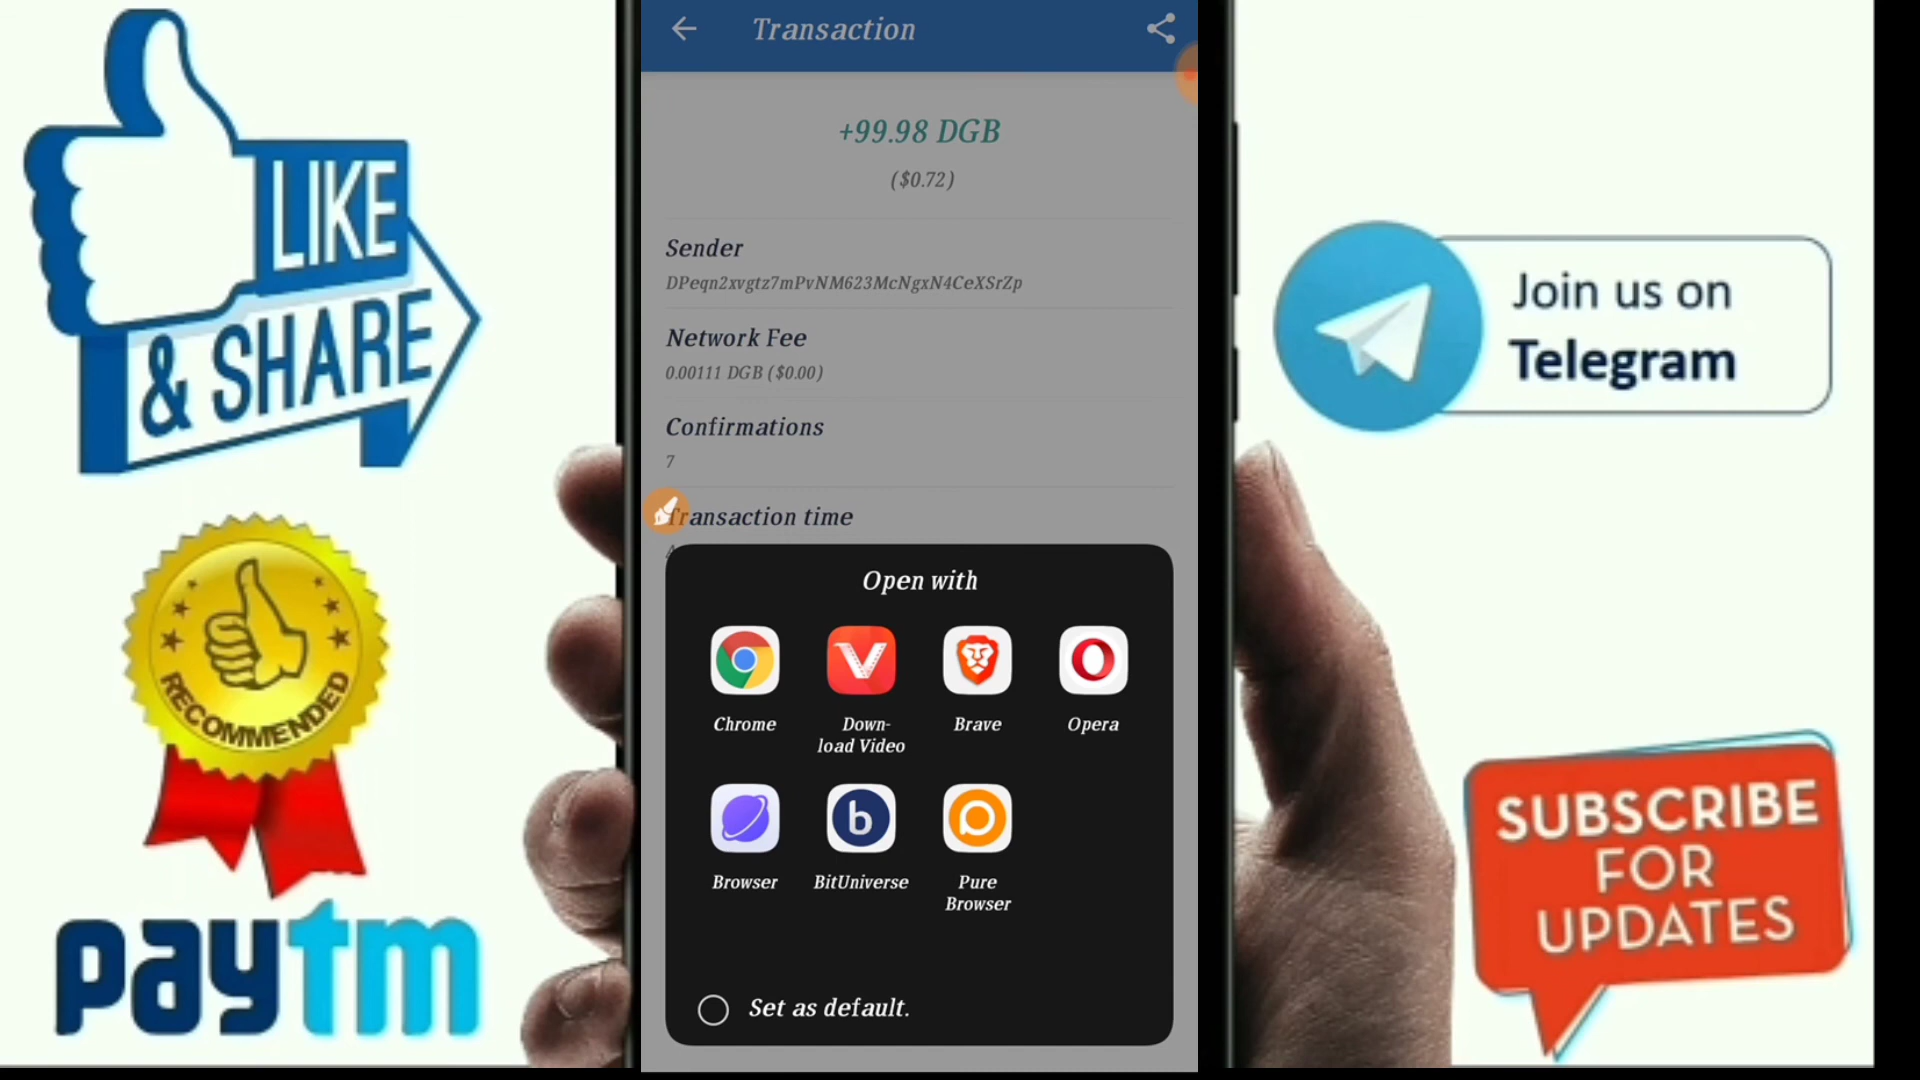 LIKE
& SHARE
RECOMMENDED
paytm
Transaction
+99.98 DGB
($0.72)
Sender
DPeqn2xvgtz7mPvNM623McNgxN4CeXSrZp
Network Fee
0.00111 DGB ($0.00)
Confirmations
7
Transaction time
Open with
Chrome
Down-
load Video
Brave
Opera
Browser
BitUniverse
Pure
Browser
Set as default.
Join us on
Telegram
SUBSCRIBE
FOR
UPDATES